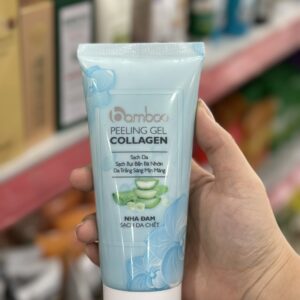 Bamboo
PEELING GEL
COLLAGEN
Sạch Da
Sạch Bụi Bẩn Bã Nhờn
Da Trắng Sáng Mịn Màng
NHA ĐAM
SẠCH DA CHẾT